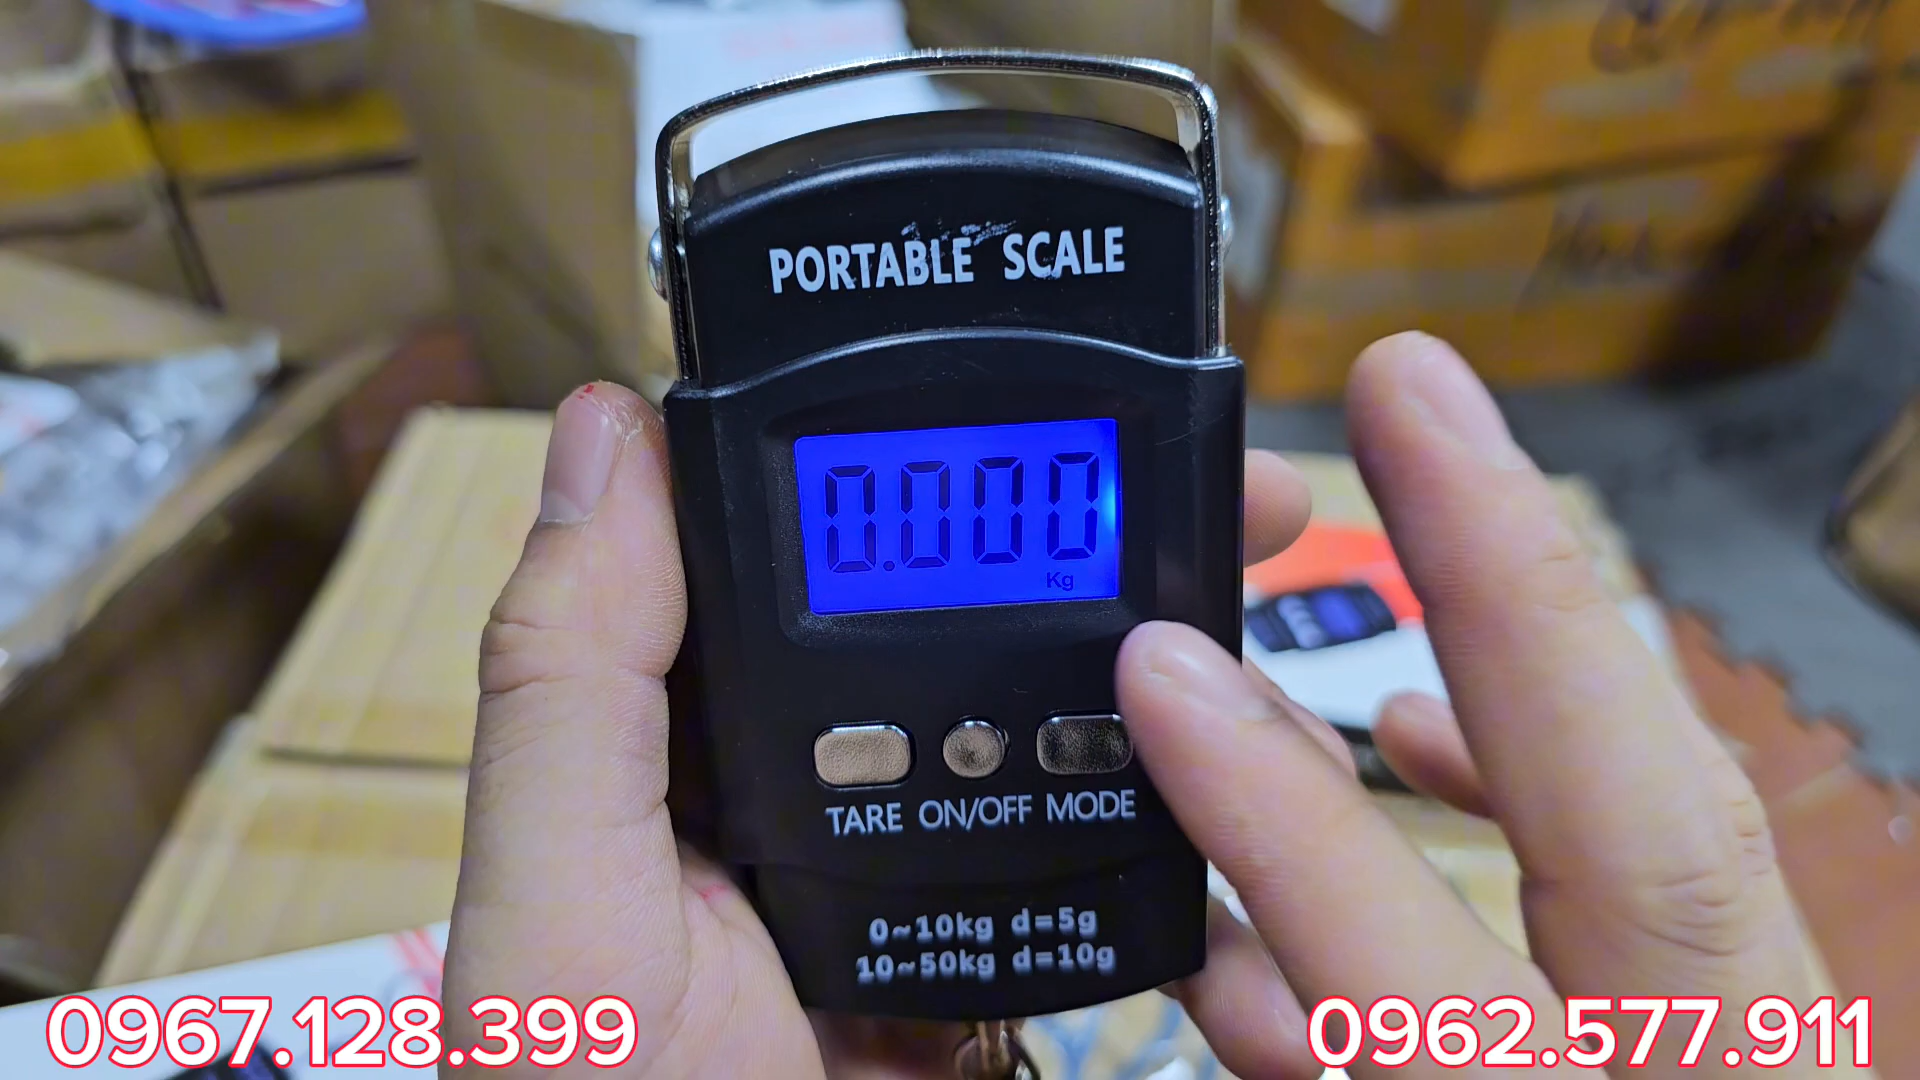 PORTABLE SCALE
0.000
Kg
TARE ON/OFF MODE
0~10kg d=5g
10~50kg d=10g
0967.128.399
0962.577.911